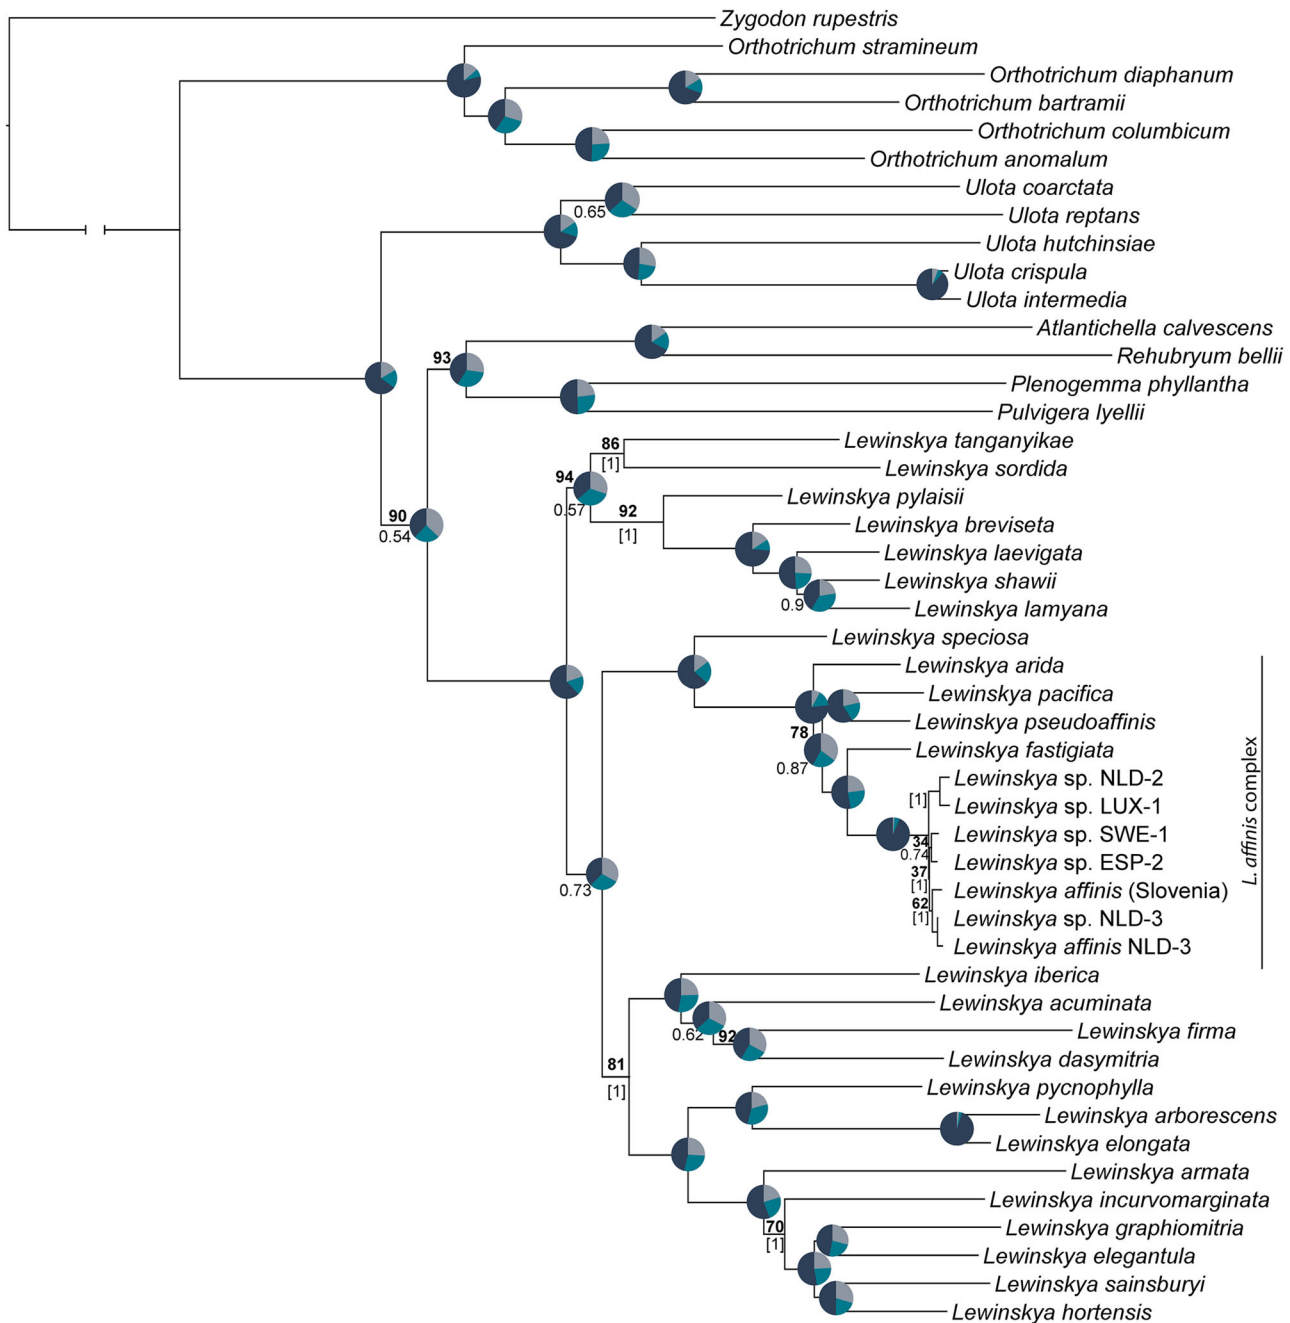 Zygodon rupestris
Orthotrichum stramineum
Orthotrichum diaphanum
Orthotrichum bartramii
Orthotrichum columbicum
Orthotrichum anomalum
Ulota coarctata
0.65
Ulota reptans
Ulota hutchinsiae
Ulota crispula
Ulota intermedia
Atlantichella calvescens
93
Rehubryum bellii
Plenogemma phyllantha
Pulvigera lyellii
Lewinskya tanganyikae
86
[1]
Lewinskya sordida
94
0.57
Lewinskya pylaisii
92
[1]
90
0.54
Lewinskya breviseta
Lewinskya laevigata
Lewinskya shawii
0.9
Lewinskya lamyana
Lewinskya speciosa
Lewinskya arida
Lewinskya pacifica
Lewinskya pseudoaffinis
78
0.87
Lewinskya fastigiata
Lewinskya sp. NLD-2
[1]
Lewinskya sp. LUX-1
Lewinskya sp. SWE-1
34
0.74
Lewinskya sp. ESP-2
37
[1]
Lewinskya affinis (Slovenia)
62
[1]
Lewinskya sp. NLD-3
Lewinskya affinis NLD-3
L. affinis complex
0.73
Lewinskya iberica
Lewinskya acuminata
0.62
92
Lewinskya firma
Lewinskya dasymitria
81
[1]
Lewinskya pycnophylla
Lewinskya arborescens
Lewinskya elongata
Lewinskya armata
Lewinskya incurvomarginata
70
[1]
Lewinskya graphiomitria
Lewinskya elegantula
Lewinskya sainsburyi
Lewinskya hortensis